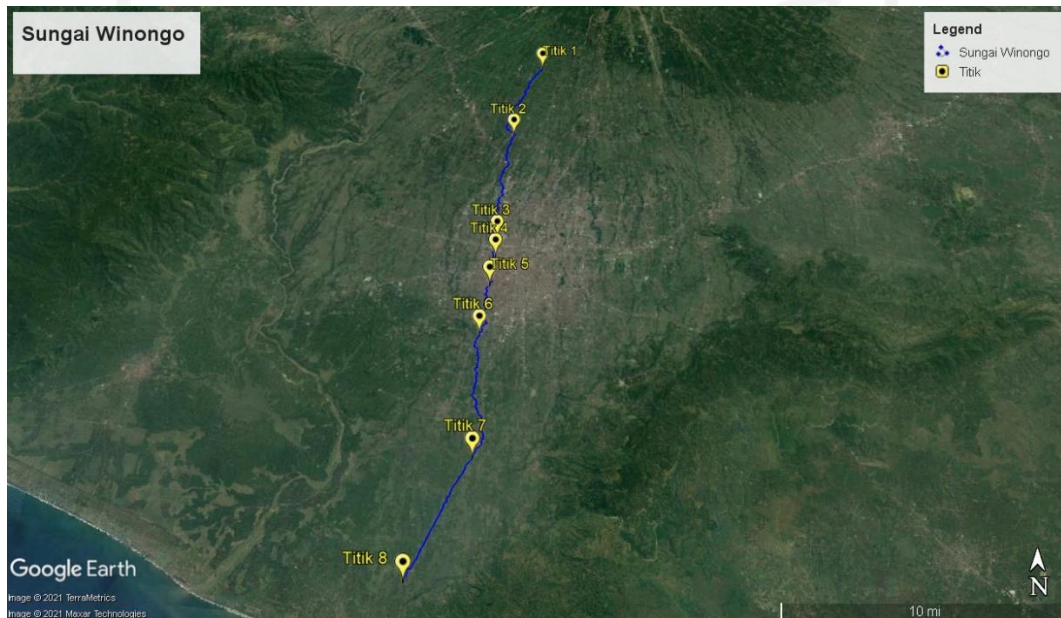 Sungai Winongo
Legend
Sungai Winongo
Titik
Titik 1
Titik 2
Titik 3
Titik 4
Titik 5
Titik 6
Titik 7
Titik 8
Google Earth
Image © 2021 TerraMetrics
Image © 2021 Maxar Technologies
N
10 mi